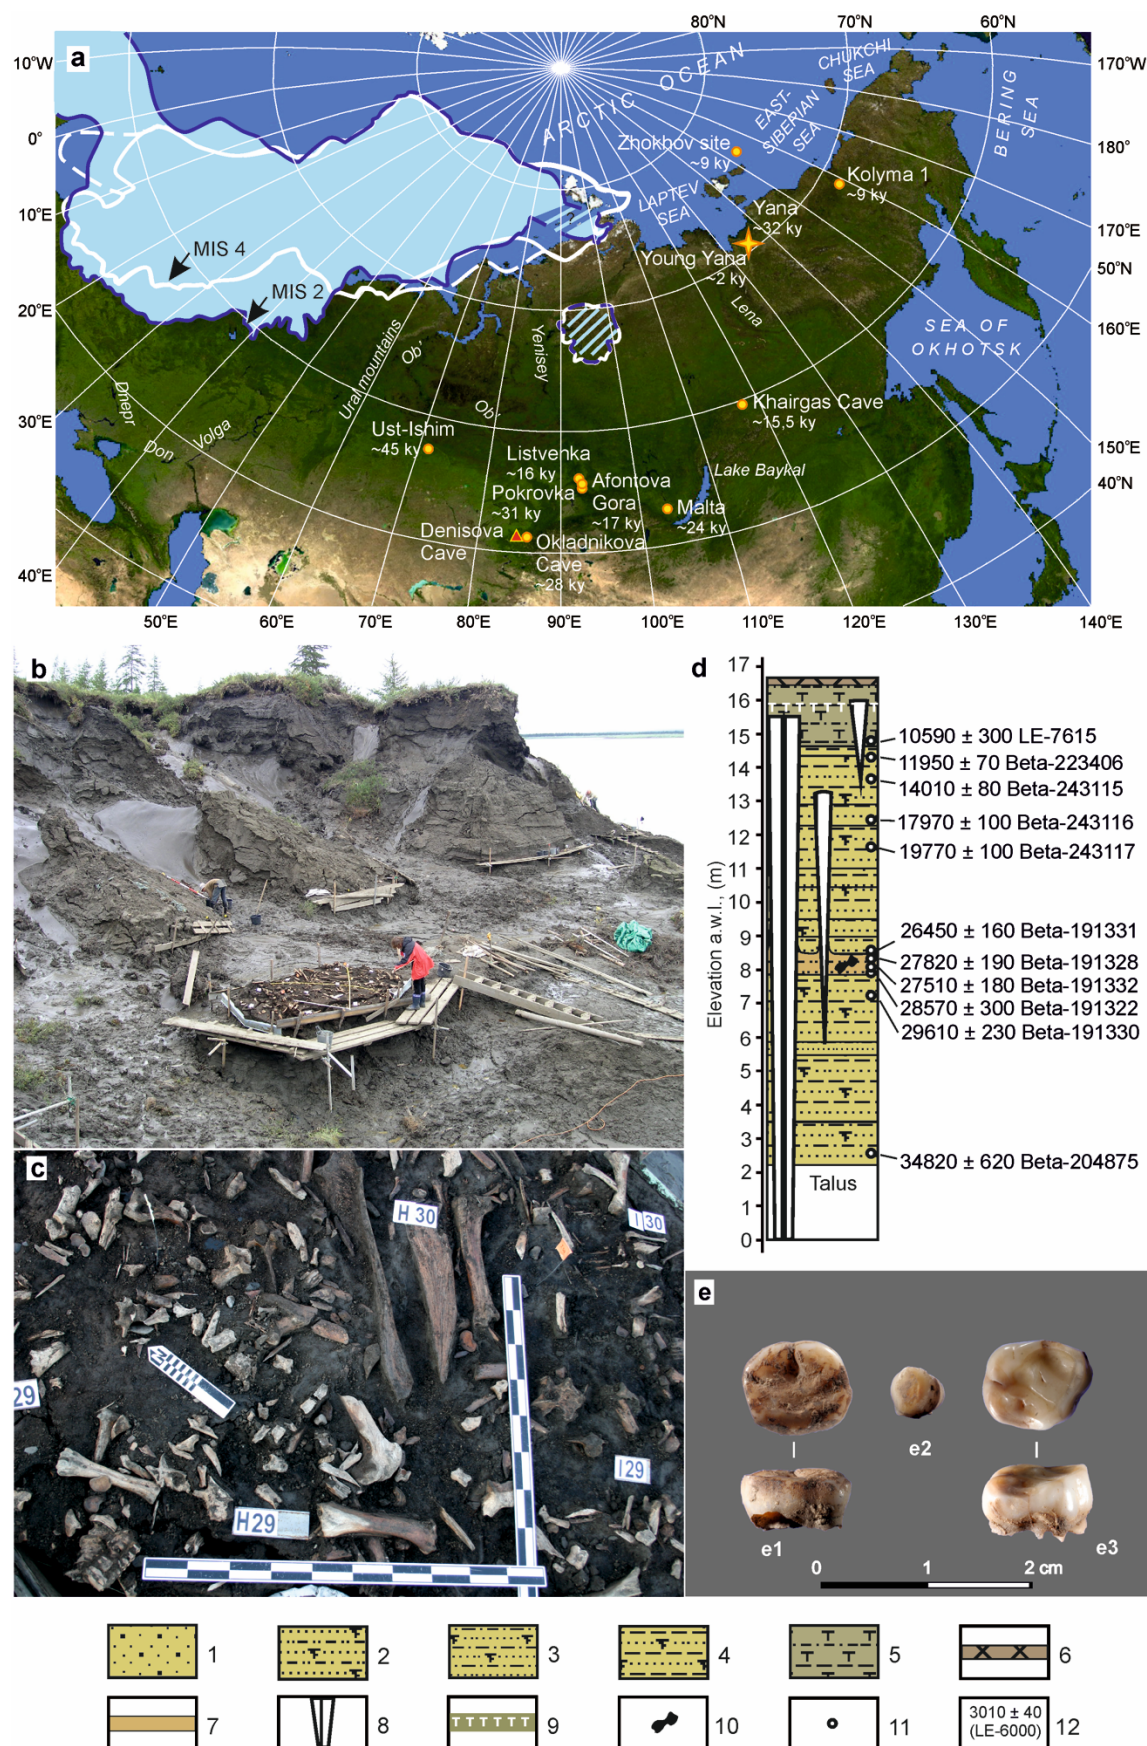 80°N
70°N
60°N
a
10°W
170°W
0°
180°
10°E
170°E
50°N
20°E
160°E
30°E
150°E
40°N
40°E
50°E
60°E
70°E
80°E
90°E
100°E
110°E
120°E
130°E
140°E
ARCTIC OCEAN
CHUKCHI
SEA
EAST-
SIBERIAN
SEA
BERING
SEA
LAPTEV
SEA
SEA OF
OKHOTSK
Zhokhov site
~9 ky
Kolyma 1
~9 ky
Yana
~32 ky
Young Yana
~2 ky
MIS 4
MIS 2
?
Lena
Yenisey
Ural mountains
Ob'
Ob'
Dnepr
Don
Volga
Ust-Ishim
~45 ky
Khairgas Cave
~15,5 ky
Listvenka
~16 ky
Pokrovka
~31 ky
Afontova
Gora
~17 ky
Lake Baykal
Malta
~24 ky
Denisova
Cave
Okladnikova
Cave
~28 ky
b
d
17
16
15
14
13
12
11
10
9
8
7
6
5
4
3
2
1
0
Elevation a.w.l., (m)
10590 ± 300 LE-7615
11950 ± 70 Beta-223406
14010 ± 80 Beta-243115
17970 ± 100 Beta-243116
19770 ± 100 Beta-243117
26450 ± 160 Beta-191331
27820 ± 190 Beta-191328
27510 ± 180 Beta-191332
28570 ± 300 Beta-191322
29610 ± 230 Beta-191330
34820 ± 620 Beta-204875
Talus
c
H 30
I 30
29
I29
H29
N
e
e1
e2
e3
0 1 2 cm
1
2
3
4
5
6
7
8
9
10
11
3010 ± 40
(LE-6000)
12